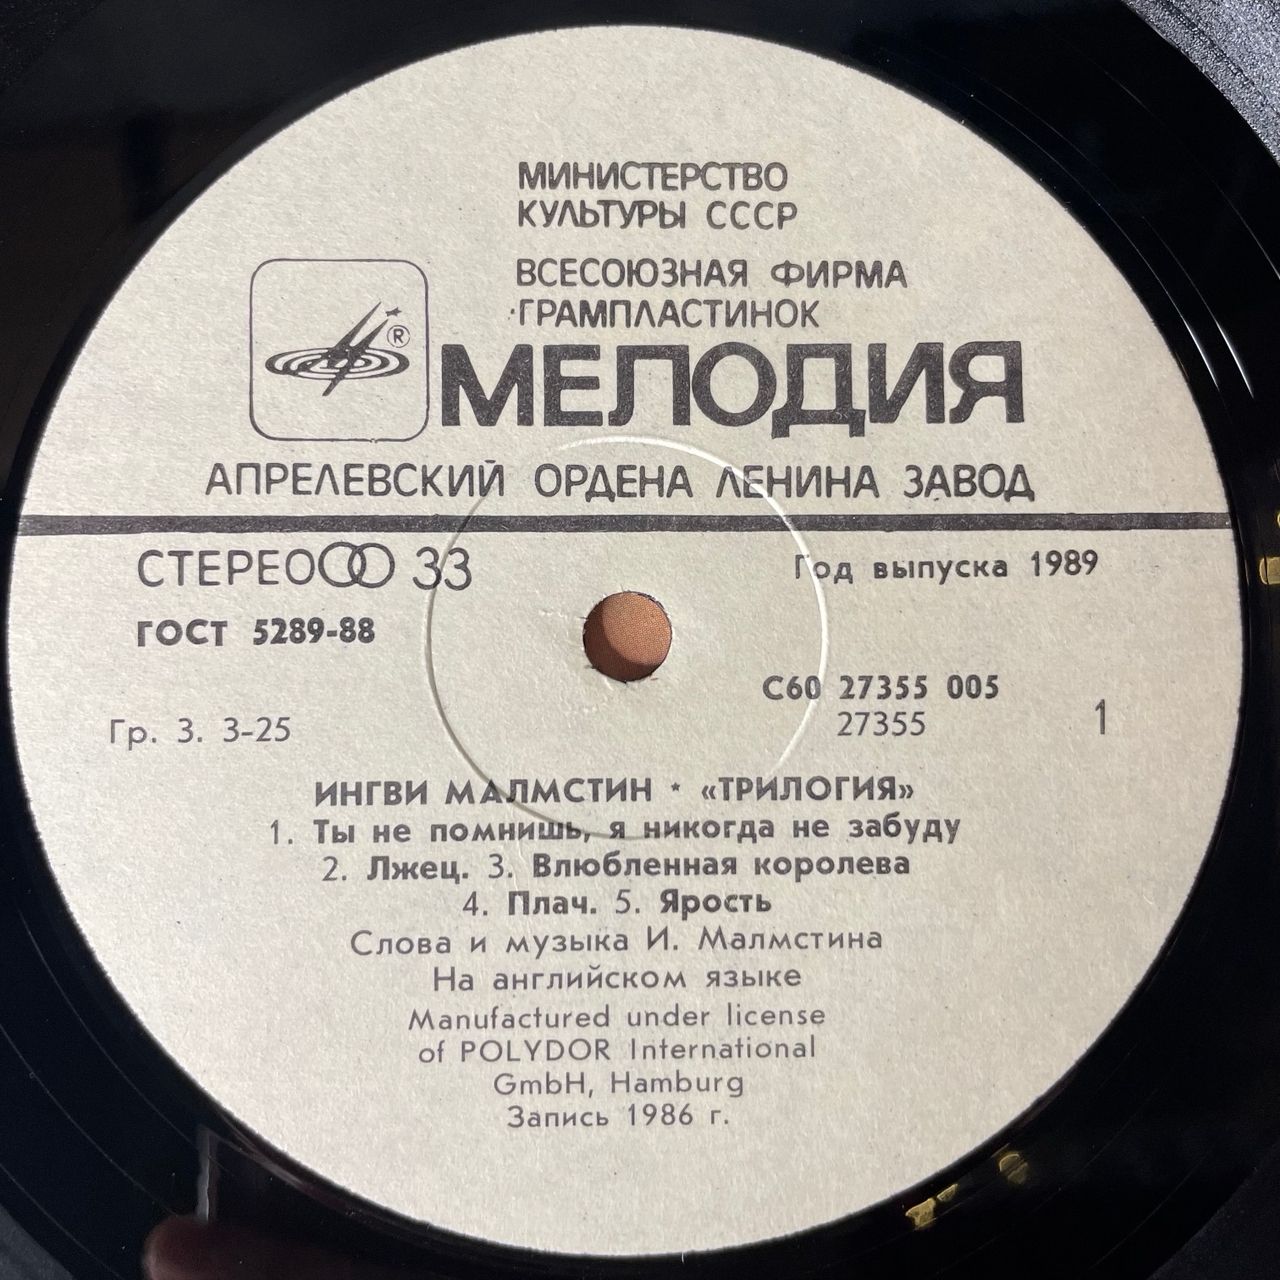 МИНИСТЕРСТВО
КУЛЬТУРЫ СССР
ВСЕСОЮЗНАЯ ФИРМА
ГРАМПЛАСТИНОК
®
МЕЛОДИЯ
АПРЕЛЕВСКИЙ ОРДЕНА ЛЕНИНА ЗАВОД
СТЕРЕО 33
Год выпуска 1989
ГОСТ 5289-88
С60 27355 005
27355
1
Гр. 3. 3-25
ИНГВИ МАЛМСТИН * «ТРИЛОГИЯ»
1. Ты не помнишь, я никогда не забуду
2. Лжец. 3. Влюбленная королева
4. Плач. 5. Ярость
Слова и музыка И. Малмстина
На английском языке
Manufactured under license
of POLYDOR International
GmbH, Hamburg
Запись 1986 г.